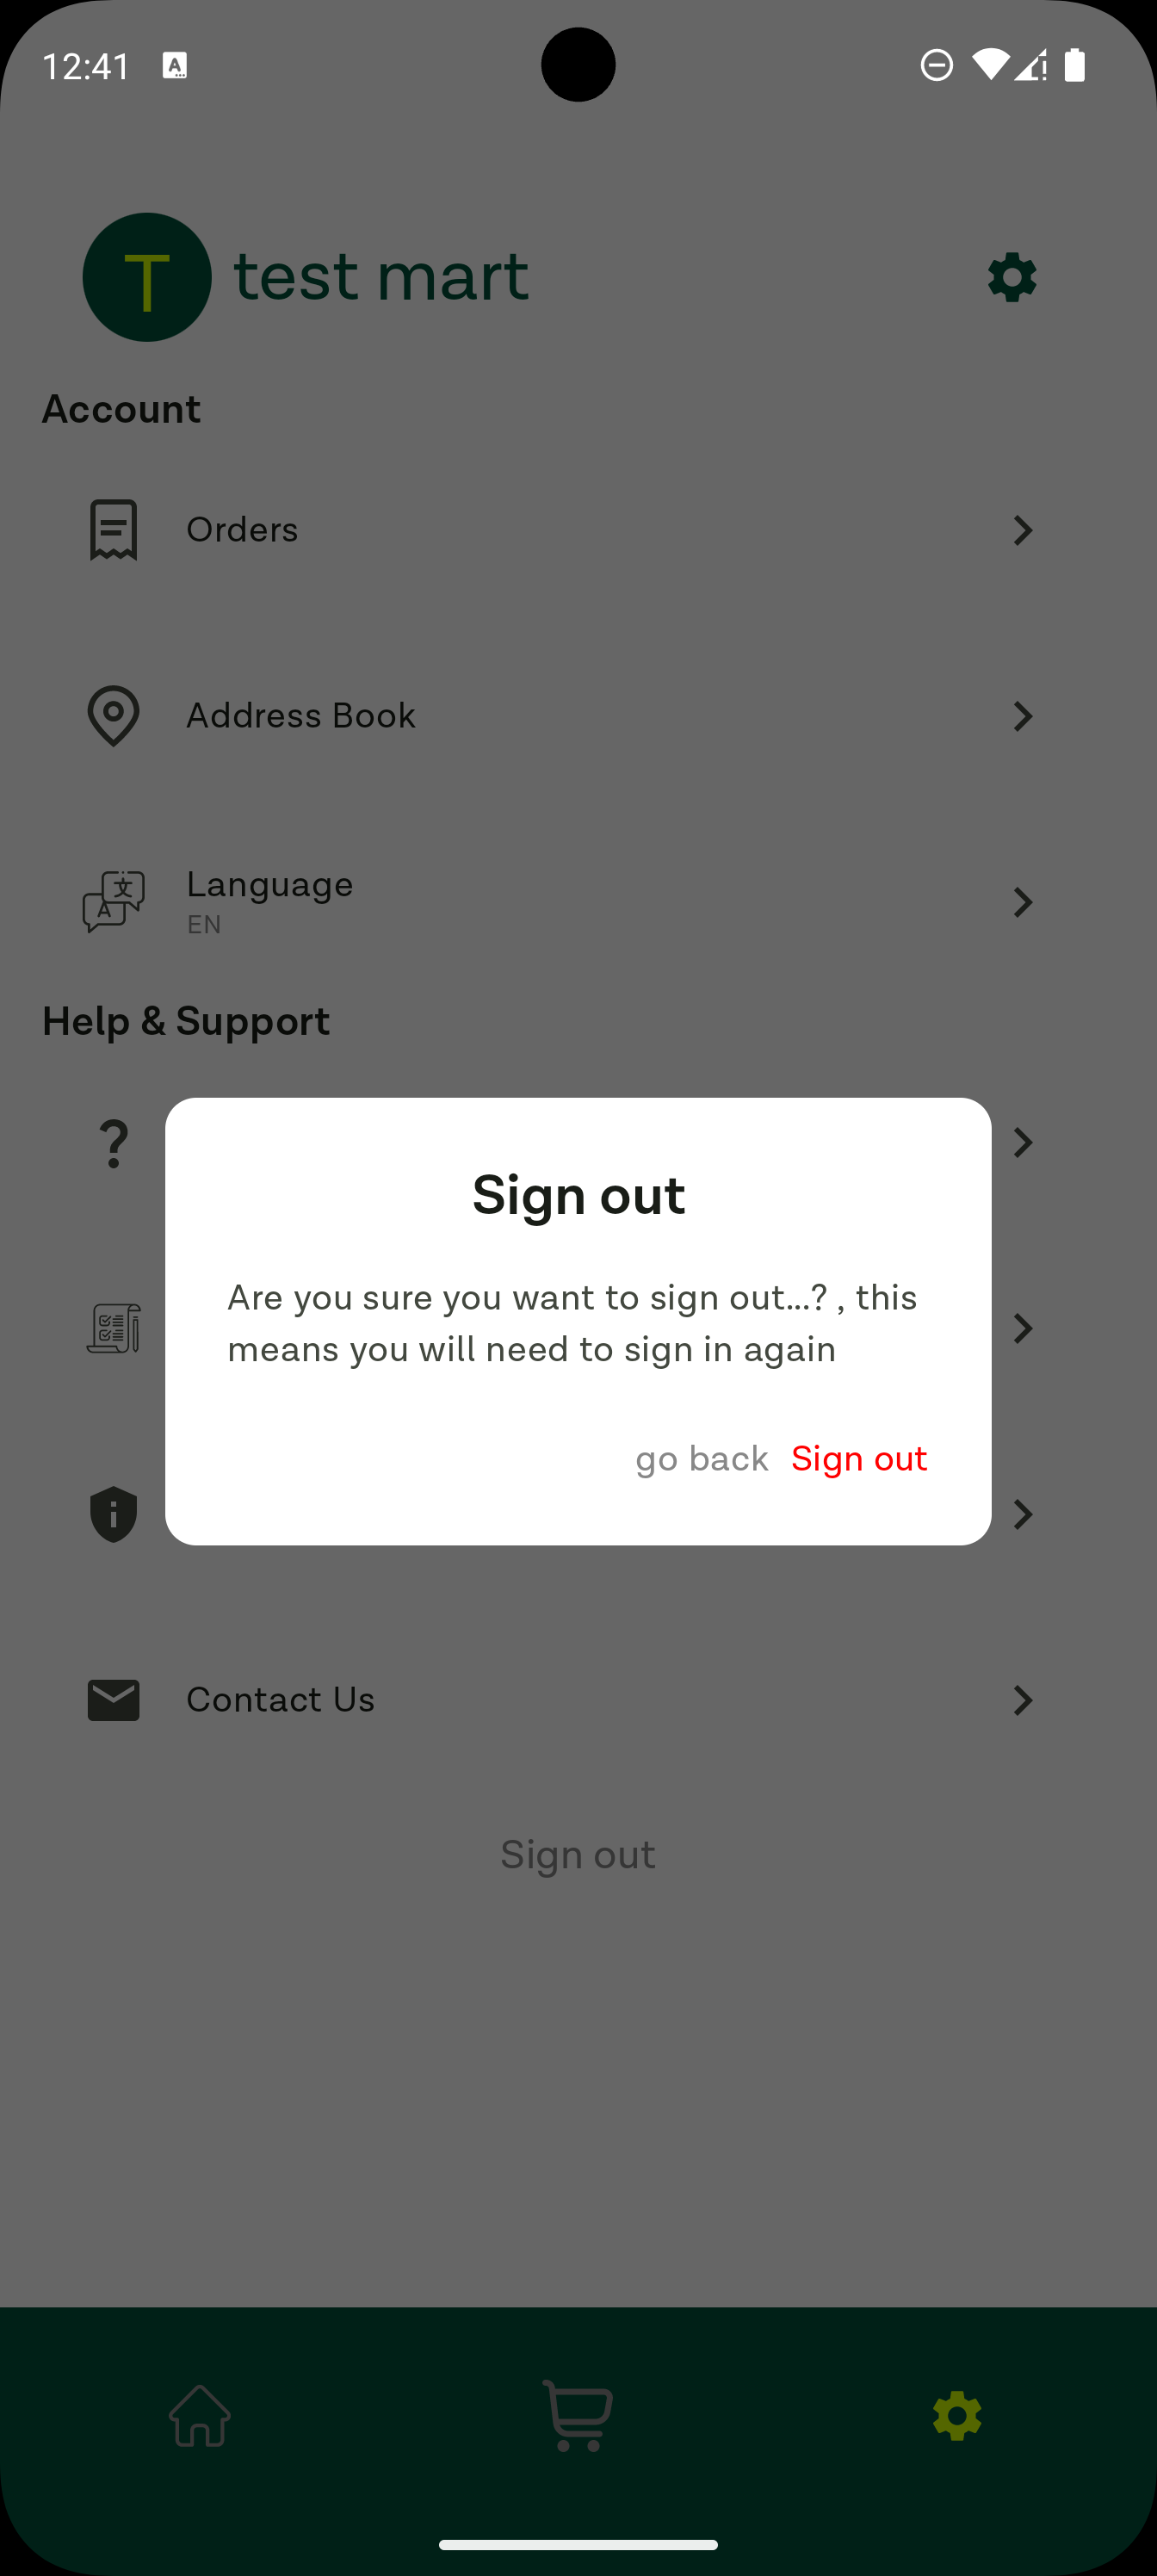 12:41
T
test mart
Account
Orders
Address Book
Language
EN
Help & Support
Sign out
Are you sure you want to sign out...? , this
means you will need to sign in again
go back Sign out
Contact Us
Sign out